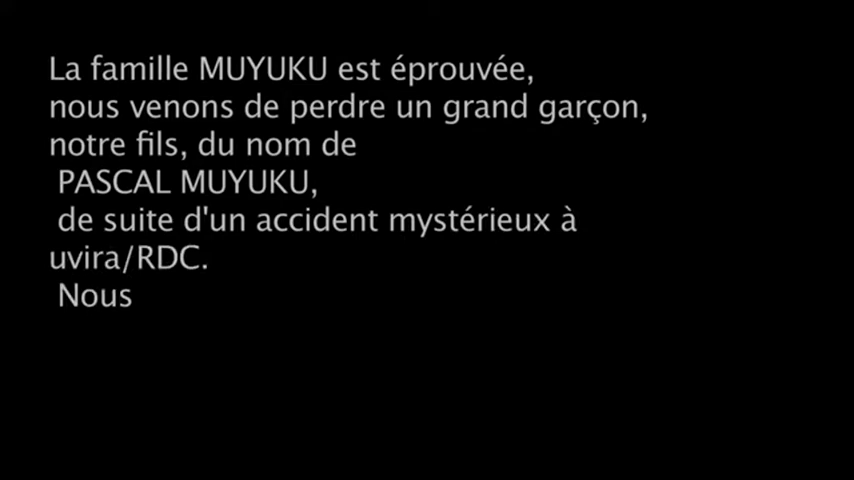 La famille MUYUKU est éprouvée,
nous venons de perdre un grand garçon,
notre fils, du nom de
PASCAL MUYUKU,
de suite d'un accident mystérieux à
uvira/RDC.
Nous